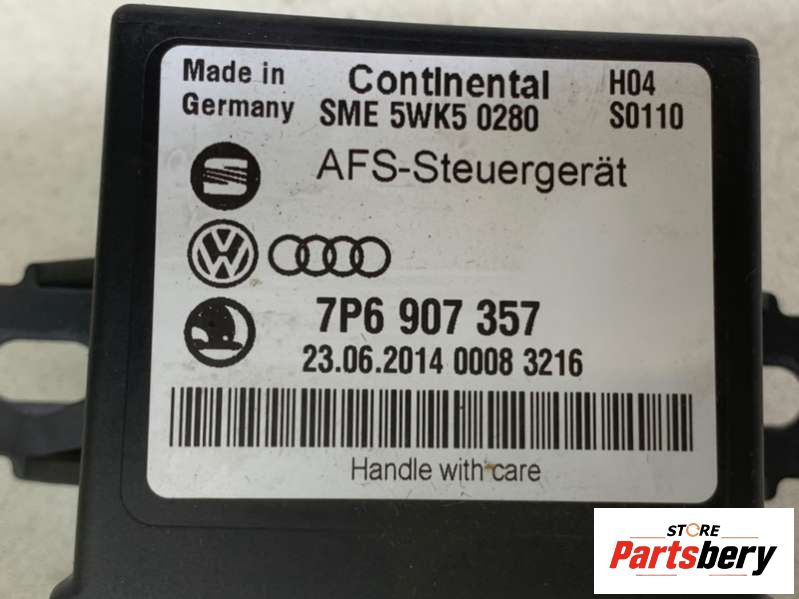 Made in Germany
Continental
SME 5WK5 0280
H04
S0110
AFS-Steuergerät
7P6 907 357
23.06.2014 0008 3216
Handle with care
STORE
Partsbery